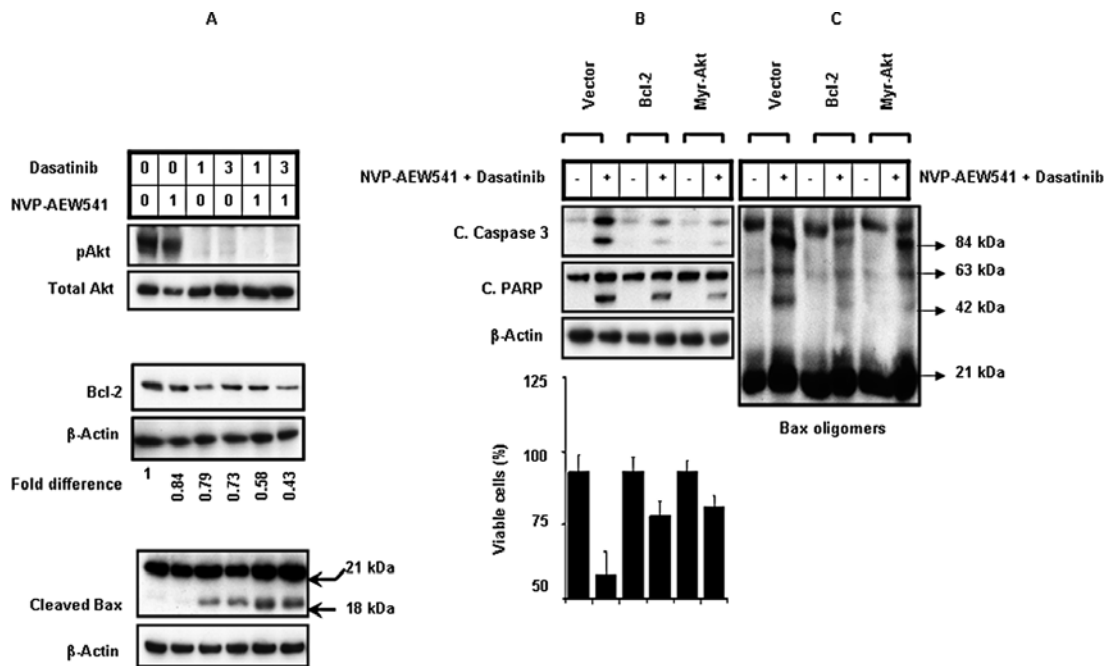 A
Dasatinib 0 0 1 3 1 3
NVP-AEW541 0 1 0 0 1 1
pAkt
Total Akt
Bcl-2
β-Actin
Fold difference 1 0.84 0.79 0.73 0.58 0.43
21 kDa
Cleaved Bax 18 kDa
β-Actin
B
Vector Bcl-2 Myr-Akt
NVP-AEW541 + Dasatinib - + - + - +
C. Caspase 3
C. PARP
β-Actin
125
100
75
50
Viable cells (%)
C
Vector Bcl-2 Myr-Akt
- + - + - + NVP-AEW541 + Dasatinib
84 kDa
63 kDa
42 kDa
21 kDa
Bax oligomers